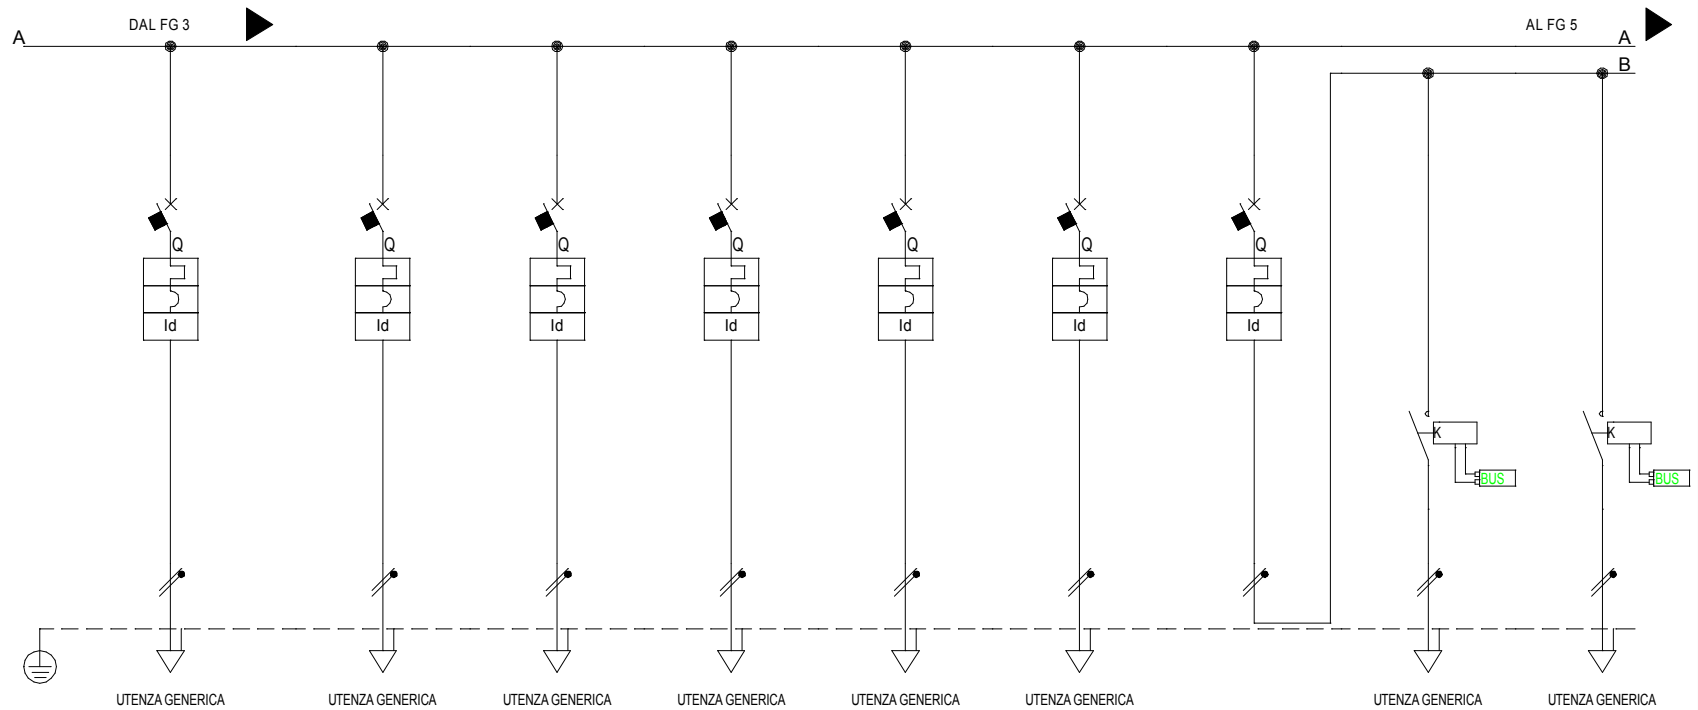 DAL FG 3
AL FG 5
A
A
B
Q Q Q Q Q Q Q
Id Id Id Id Id Id Id
K K
BUS BUS
UTENZA GENERICA UTENZA GENERICA UTENZA GENERICA UTENZA GENERICA UTENZA GENERICA UTENZA GENERICA UTENZA GENERICA UTENZA GENERICA